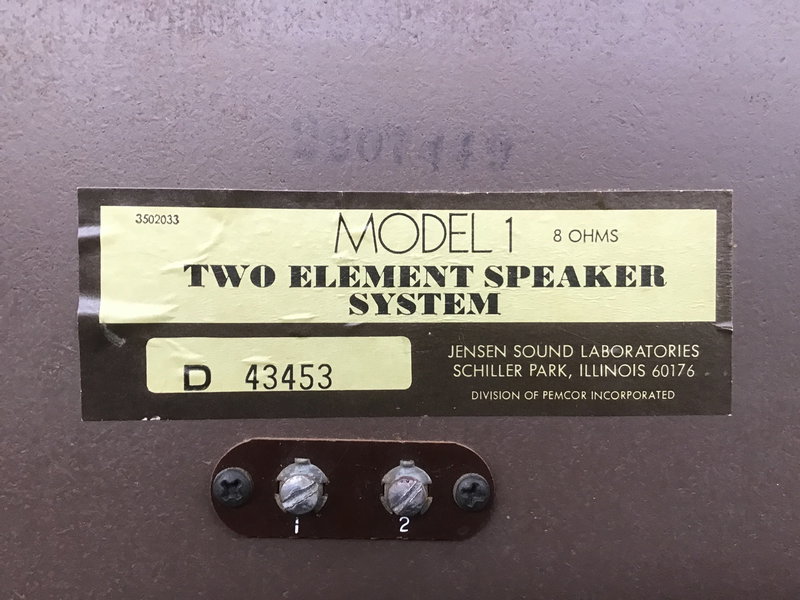 3502033
MODEL 1 8 OHMS
TWO ELEMENT SPEAKER
SYSTEM
D 43453
JENSEN SOUND LABORATORIES
SCHILLER PARK, ILLINOIS 60176
DIVISION OF PEMCOR INCORPORATED
1 2